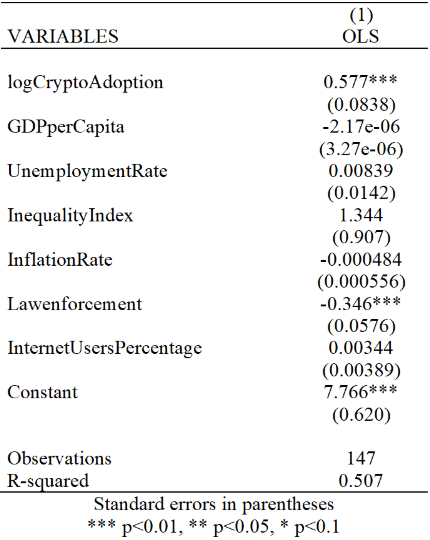 (1)
VARIABLES OLS
logCryptoAdoption 0.577***
(0.0838)
GDPperCapita -2.17e-06
(3.27e-06)
UnemploymentRate 0.00839
(0.0142)
InequalityIndex 1.344
(0.907)
InflationRate -0.000484
(0.000556)
Lawenforcement -0.346***
(0.0576)
InternetUsersPercentage 0.00344
(0.00389)
Constant 7.766***
(0.620)
Observations 147
R-squared 0.507
Standard errors in parentheses
*** p<0.01, ** p<0.05, * p<0.1